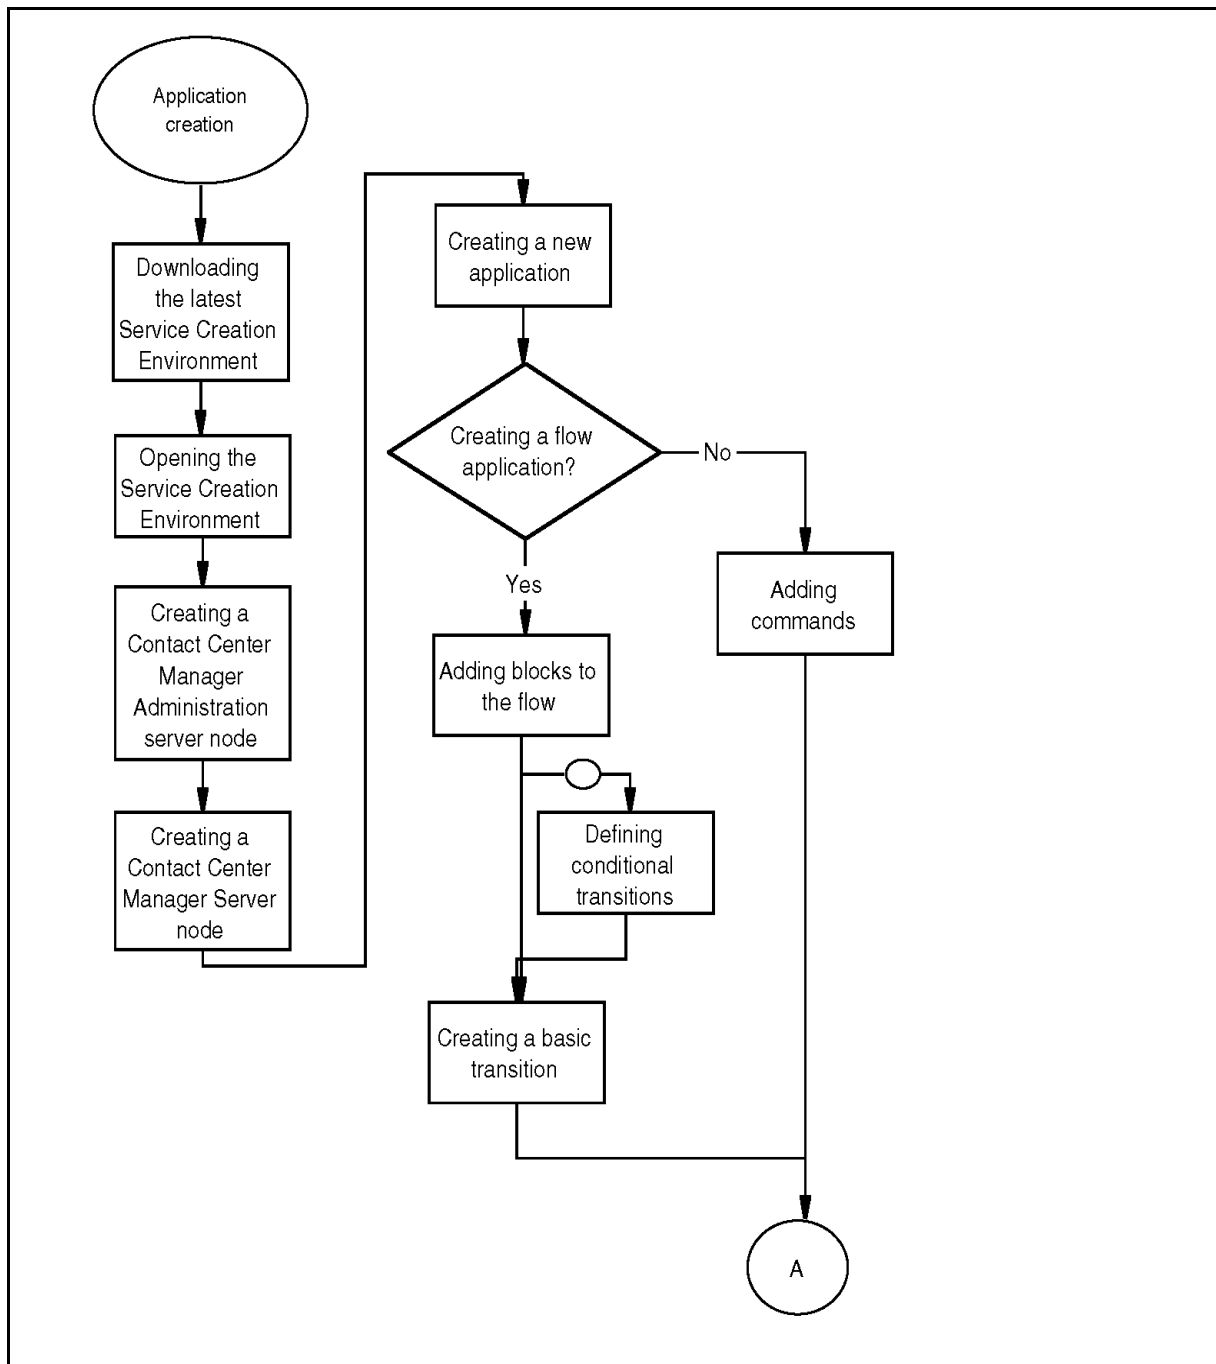 Application
creation
Downloading
the latest
Service Creation
Environment
Opening the
Service Creation
Environment
Creating a
Contact Center
Manager
Administration
server node
Creating a
Contact Center
Manager Server
node
Creating a new
application
Creating a flow
application?
No
Yes
Adding
commands
Adding blocks to
the flow
Defining
conditional
transitions
Creating a basic
transition
A